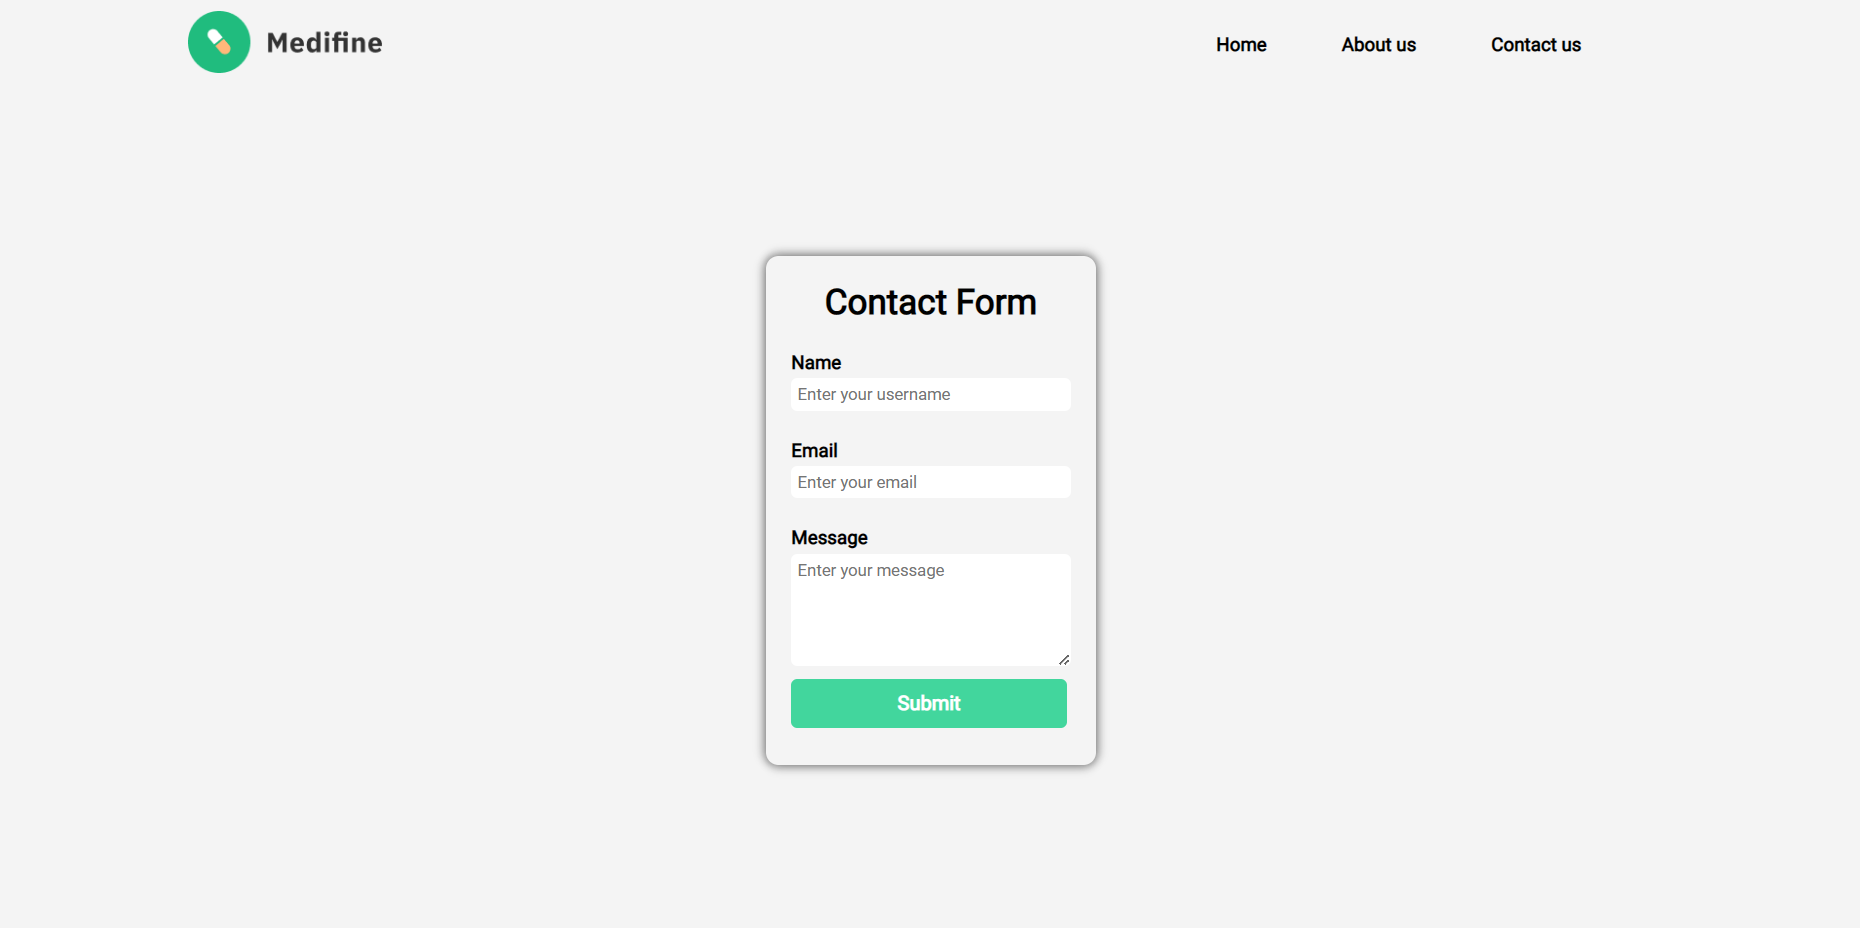 Medifine
Home About us Contact us
Contact Form
Name
Enter your username
Email
Enter your email
Message
Enter your message
Submit